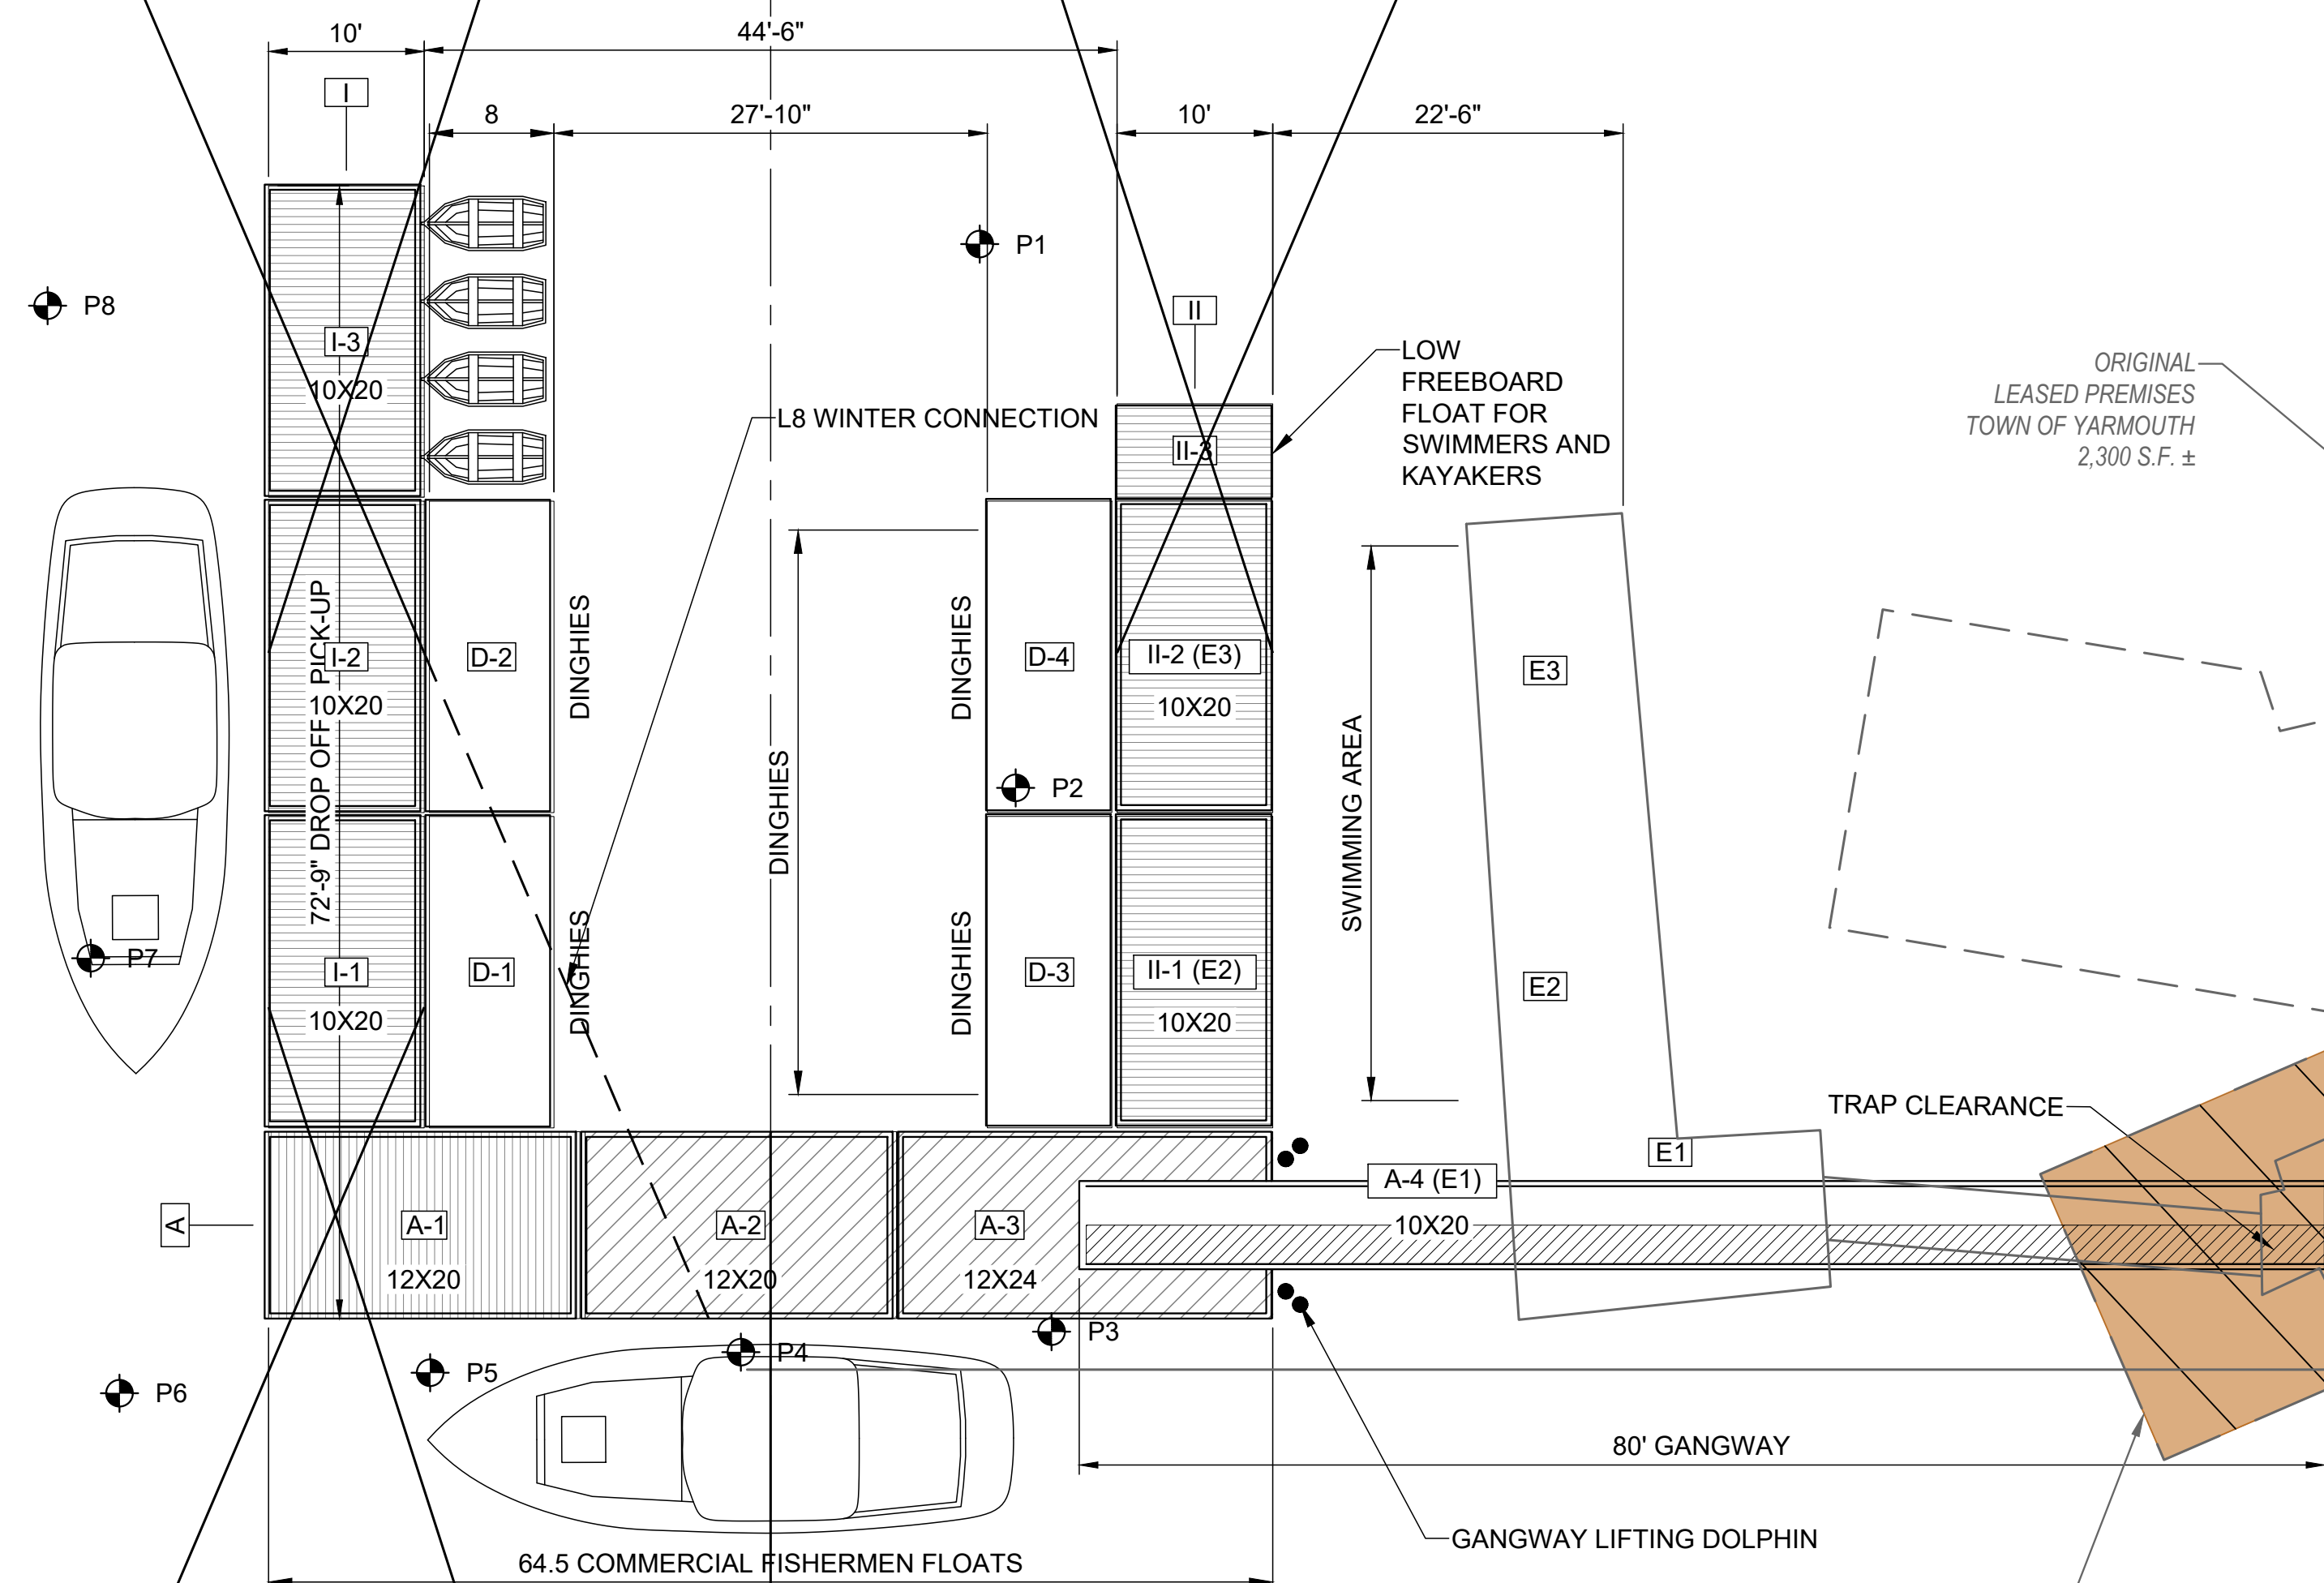 10'
44'-6"
I
8
27'-10"
10'
22'-6"
P1
P8
II
I-3
10X20
LOW
FREEBOARD
FLOAT FOR
SWIMMERS AND
KAYAKERS
ORIGINAL
LEASED PREMISES
TOWN OF YARMOUTH
2,300 S.F. ±
L8 WINTER CONNECTION
II-3
72'-9" DROP OFF PICK-UP
I-2
10X20
D-2
DINGHIES
DINGHIES
DINGHIES
D-4
II-2 (E3)
10X20
E3
P2
SWIMMING AREA
P7
I-1
10X20
D-1
DINGHIES
DINGHIES
D-3
II-1 (E2)
10X20
E2
TRAP CLEARANCE
E1
A
A-1
12X20
A-2
12X20
A-3
12X24
A-4 (E1)
10X20
P3
P4
P5
P6
80' GANGWAY
GANGWAY LIFTING DOLPHIN
64.5 COMMERCIAL FISHERMEN FLOATS